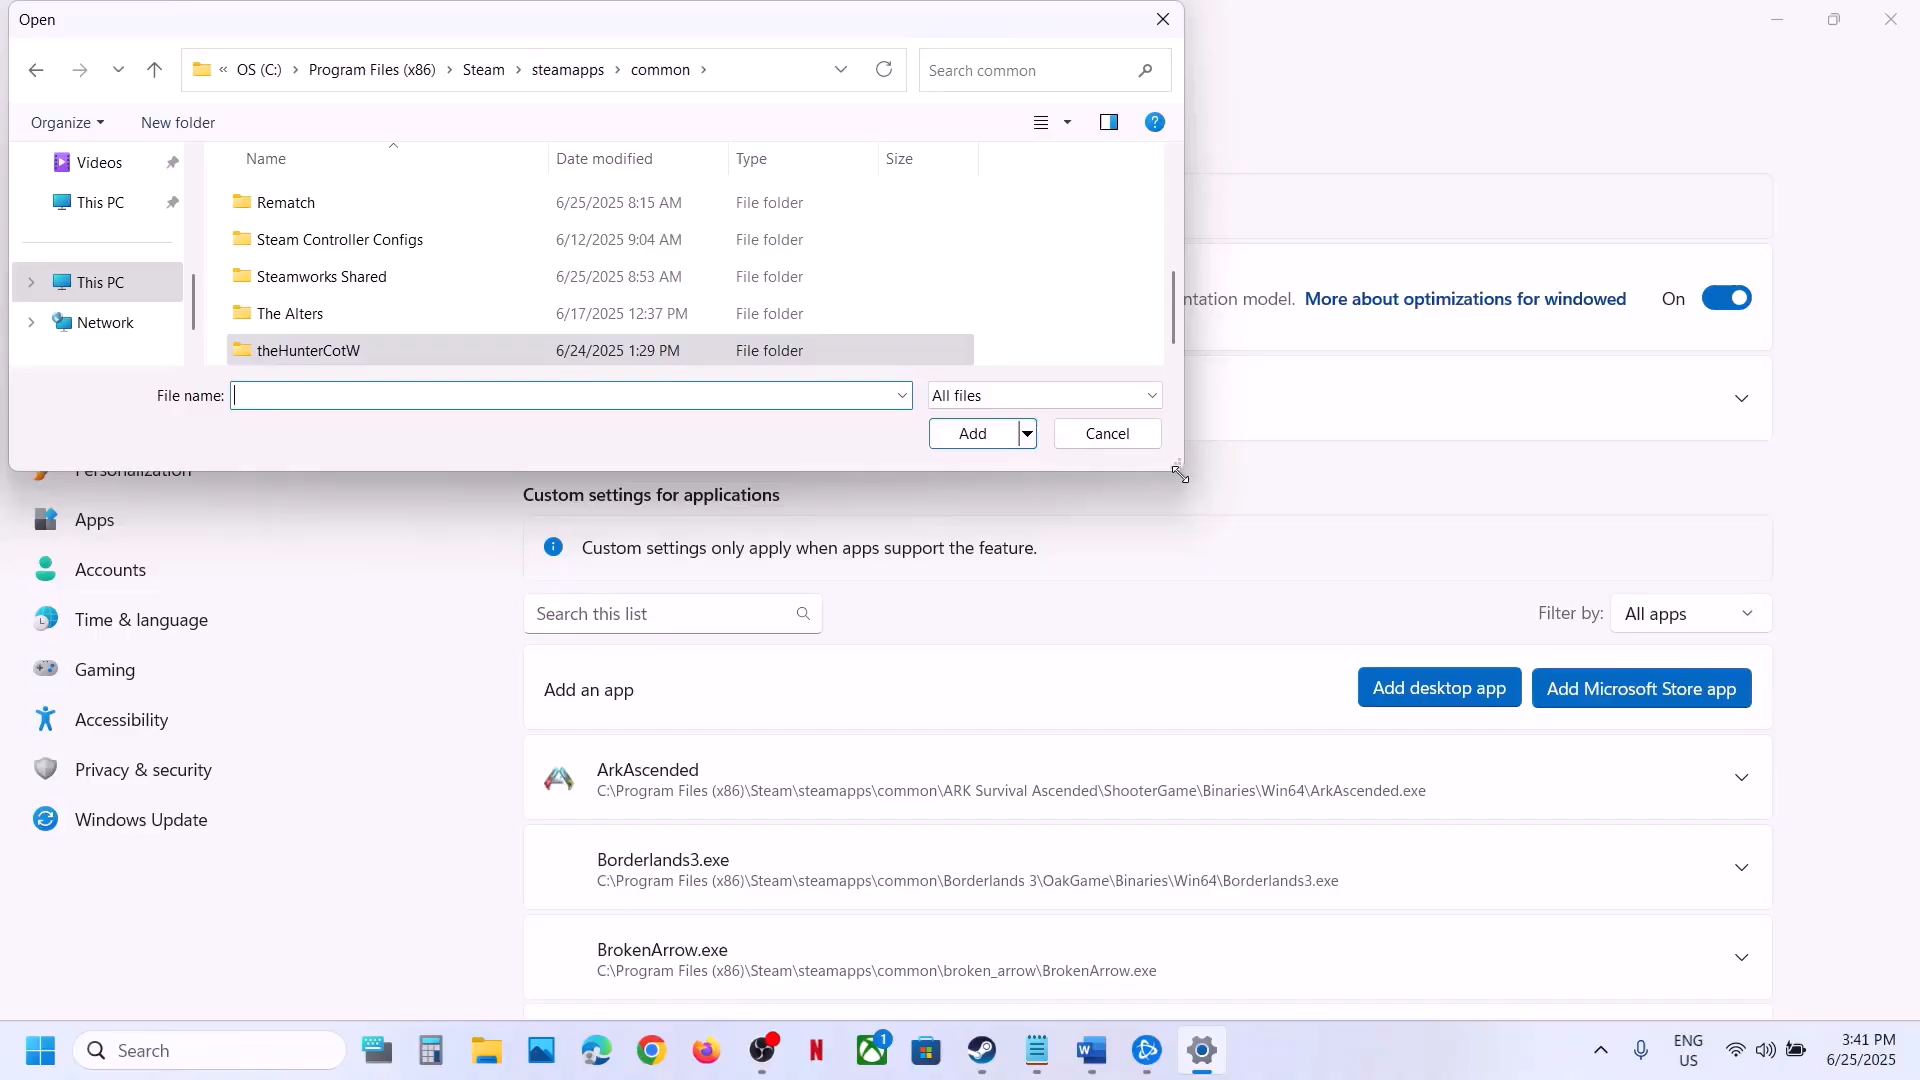 Open
« OS (C:) › Program Files (x86) › Steam › steamapps › common ›
Search common
Organize
New folder
Name
Date modified
Type
Size
Videos
This PC
This PC
Network
Rematch 6/25/2025 8:15 AM File folder
Steam Controller Configs 6/12/2025 9:04 AM File folder
Steamworks Shared 6/25/2025 8:53 AM File folder
The Alters 6/17/2025 12:37 PM File folder
theHunterCotW 6/24/2025 1:29 PM File folder
File name:
All files
Add
Cancel
ntation model. More about optimizations for windowed
On
Personalization
Apps
Accounts
Time & language
Gaming
Accessibility
Privacy & security
Windows Update
Custom settings for applications
Custom settings only apply when apps support the feature.
Search this list
Filter by: All apps
Add an app
Add desktop app
Add Microsoft Store app
ArkAscended
C:\Program Files (x86)\Steam\steamapps\common\ARK Survival Ascended\ShooterGame\Binaries\Win64\ArkAscended.exe
Borderlands3.exe
C:\Program Files (x86)\Steam\steamapps\common\Borderlands 3\OakGame\Binaries\Win64\Borderlands3.exe
BrokenArrow.exe
C:\Program Files (x86)\Steam\steamapps\common\broken_arrow\BrokenArrow.exe
Search
1
ENG
US
3:41 PM
6/25/2025